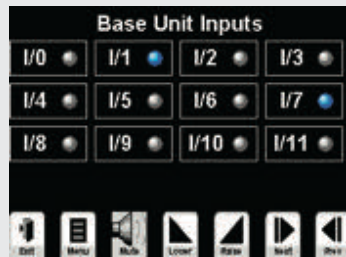 Base Unit Inputs
I/0 I/1 I/2 I/3
I/4 I/5 I/6 I/7
I/8 I/9 I/10 I/11
Exit Menu Mute Lower Raise Next Prev